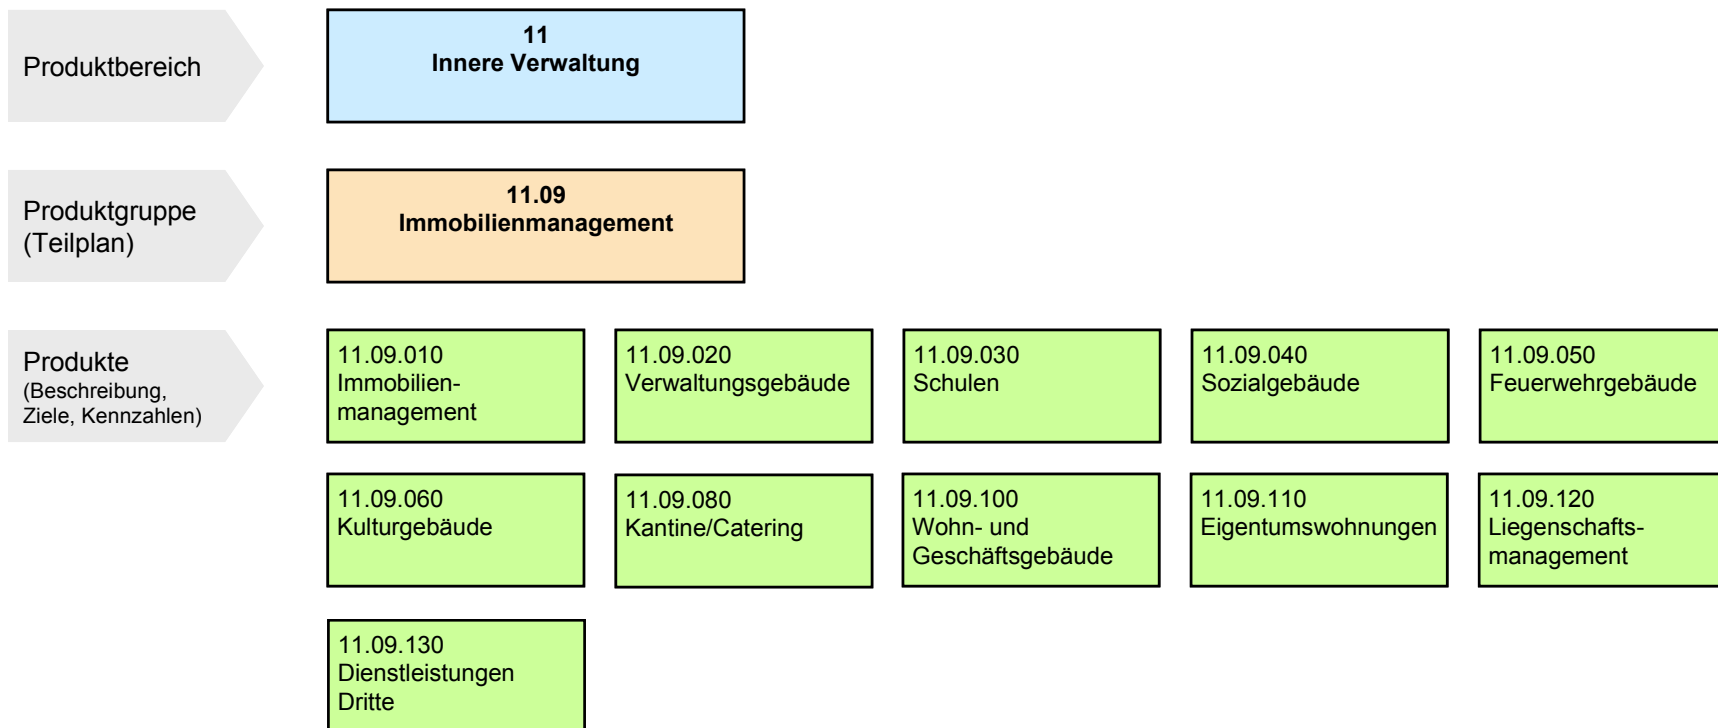 Produktbereich
11
Innere Verwaltung
Produktgruppe
(Teilplan)
11.09
Immobilienmanagement
Produkte
(Beschreibung,
Ziele, Kennzahlen)
11.09.010
Immobilien-
management
11.09.020
Verwaltungsgebäude
11.09.030
Schulen
11.09.040
Sozialgebäude
11.09.050
Feuerwehrgebäude
11.09.060
Kulturgebäude
11.09.080
Kantine/Catering
11.09.100
Wohn- und
Geschäftsgebäude
11.09.110
Eigentumswohnungen
11.09.120
Liegenschafts-
management
11.09.130
Dienstleistungen
Dritte